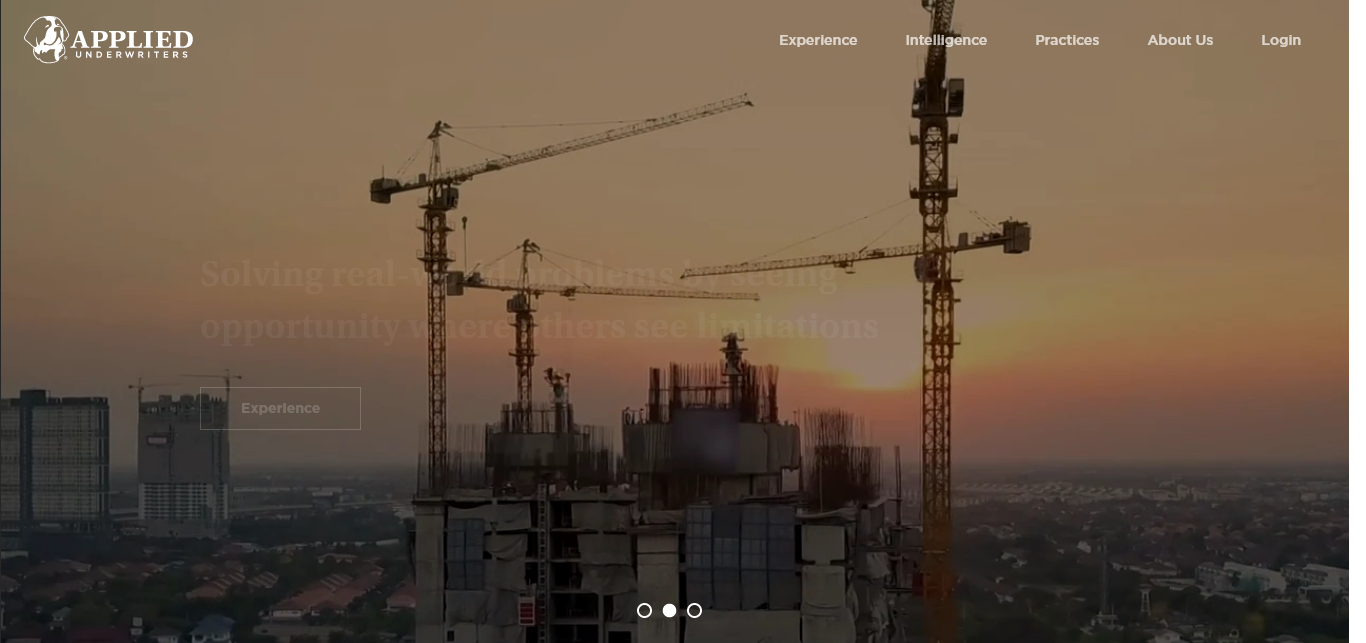 APPLIED
UNDERWRITERS
Experience
Intelligence
Practices
About Us
Login
Solving real-world problems by seeing
opportunity where others see limitations
Experience